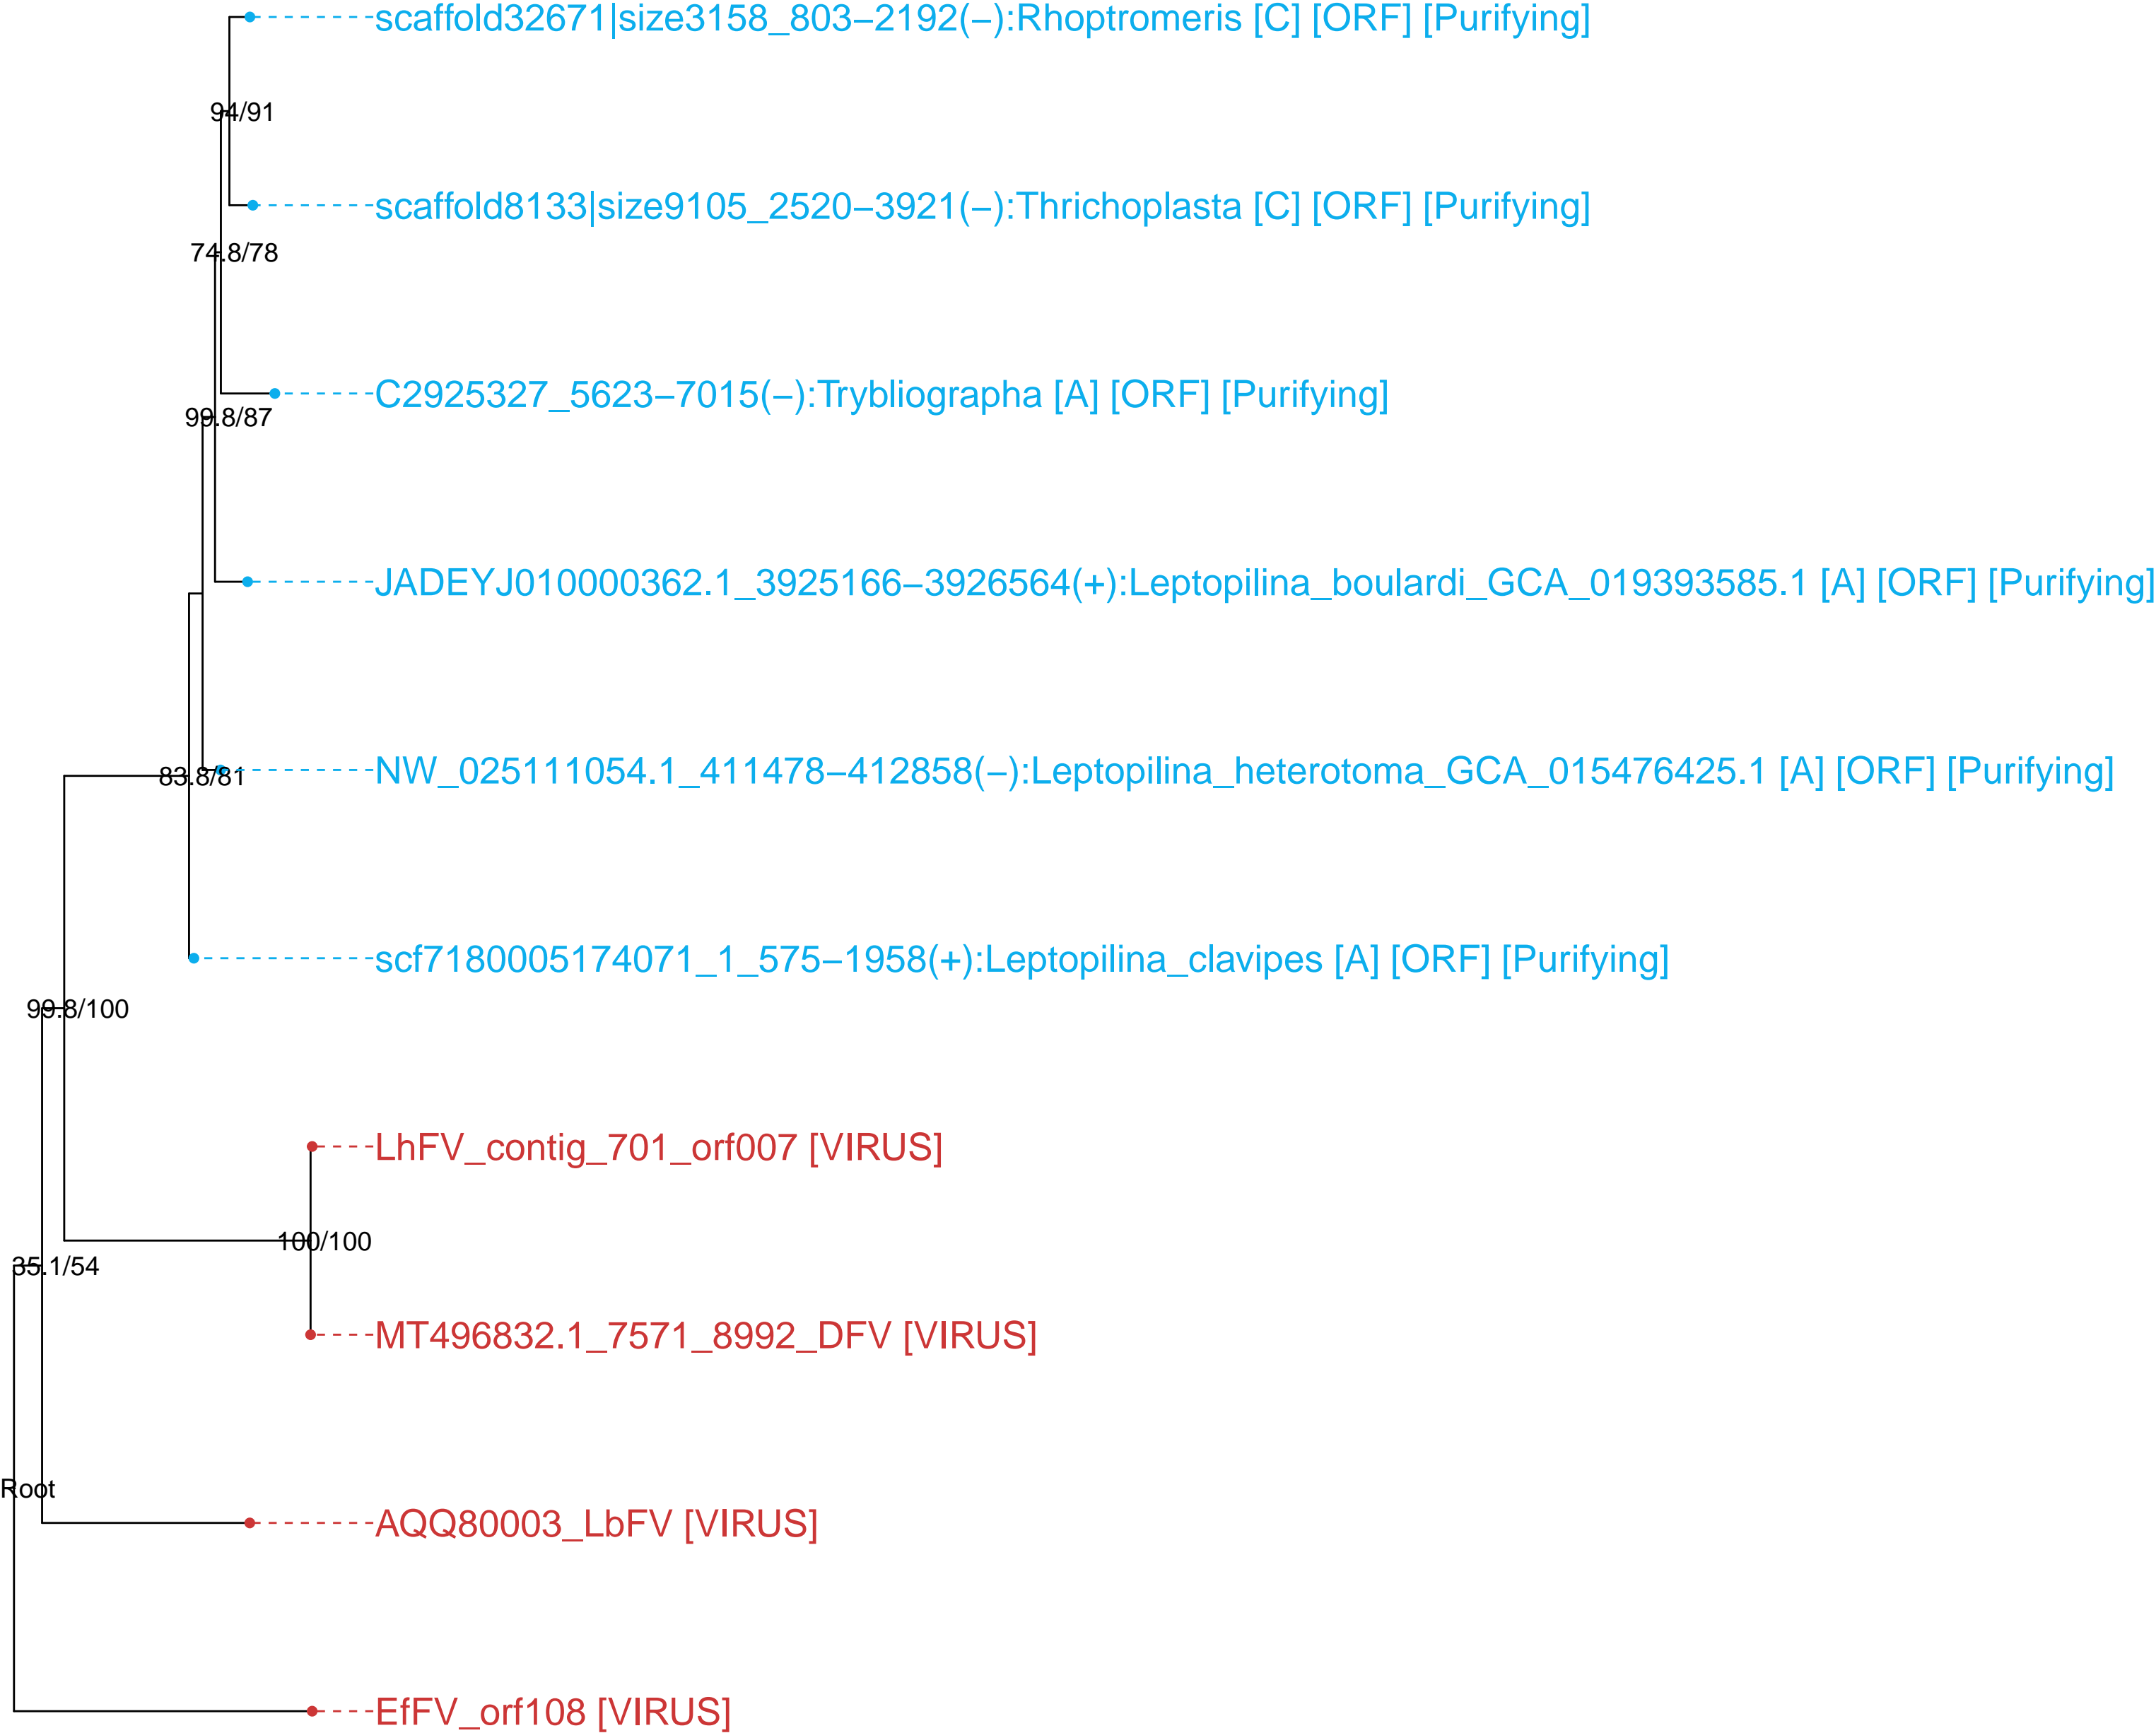 scaffold32671|size3158_803−2192(−):Rhoptromeris [C] [ORF] [Purifying]
94/91
scaffold8133|size9105_2520−3921(−):Thrichoplasta [C] [ORF] [Purifying]
74.8/78
C2925327_5623−7015(−):Trybliographa [A] [ORF] [Purifying]
99.8/87
JADEYJ010000362.1_3925166−3926564(+):Leptopilina_boulardi_GCA_019393585.1 [A] [ORF] [Purifying]
NW_025111054.1_411478−412858(−):Leptopilina_heterotoma_GCA_015476425.1 [A] [ORF] [Purifying]
83.8/81
scf7180005174071_1_575−1958(+):Leptopilina_clavipes [A] [ORF] [Purifying]
99.8/100
LhFV_contig_701_orf007 [VIRUS]
100/100
35.1/54
MT496832.1_7571_8992_DFV [VIRUS]
Root
AQQ80003_LbFV [VIRUS]
EfFV_orf108 [VIRUS]